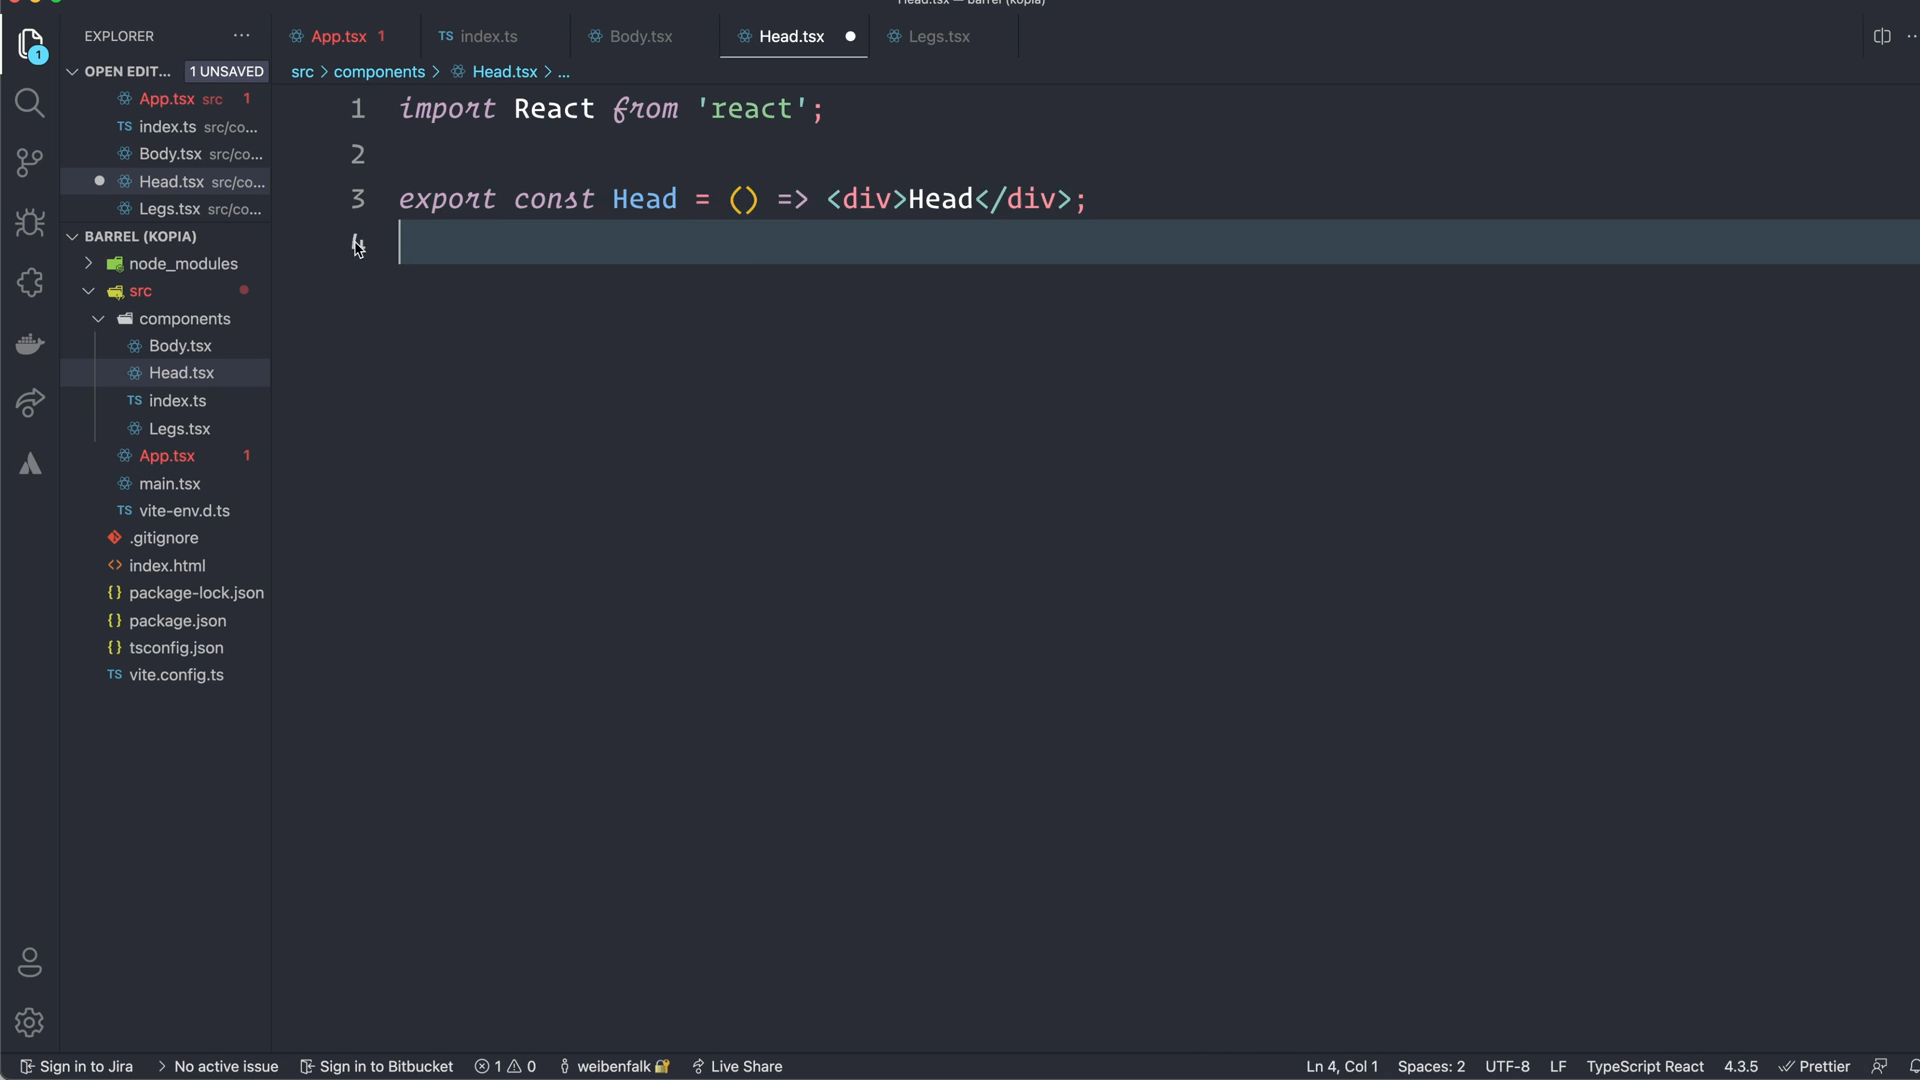 EXPLORER
App.tsx 1
index.ts
Body.tsx
Head.tsx
Legs.tsx
OPEN EDIT... 1 UNSAVED
src > components > Head.tsx > ...
App.tsx src 1
TS index.ts src/co...
Body.tsx src/co...
Head.tsx src/co...
Legs.tsx src/co...
BARREL (KOPIA)
node_modules
src
components
Body.tsx
Head.tsx
TS index.ts
Legs.tsx
App.tsx 1
main.tsx
TS vite-env.d.ts
.gitignore
index.html
package-lock.json
package.json
tsconfig.json
TS vite.config.ts
1 import React from 'react';
2
3 export const Head = () => <div>Head</div>;
Sign in to Jira
No active issue
Sign in to Bitbucket
1 0
weibenfalk
Live Share
Ln 4, Col 1
Spaces: 2
UTF-8
LF
TypeScript React
4.3.5
Prettier